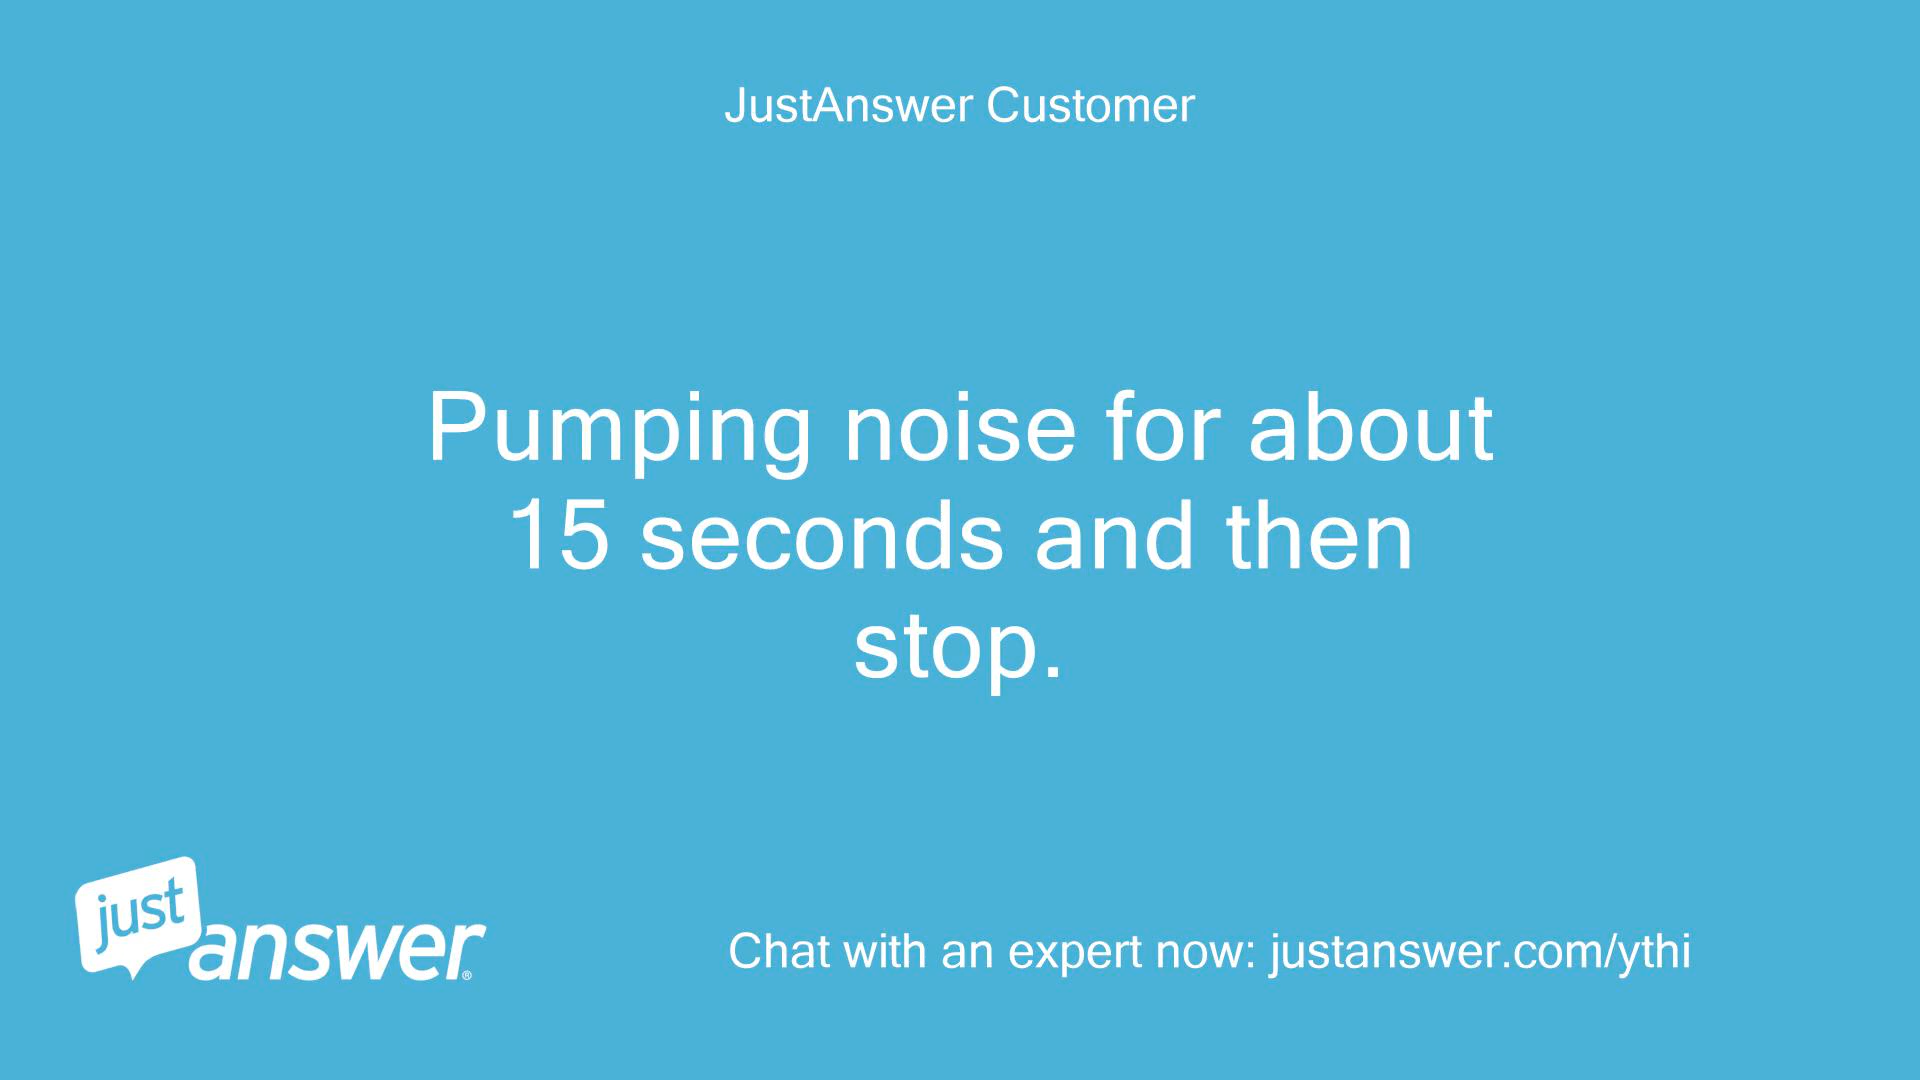 JustAnswer Customer
Pumping noise for about
15 seconds and then
stop.
just
answer®
Chat with an expert now: justanswer.com/ythi